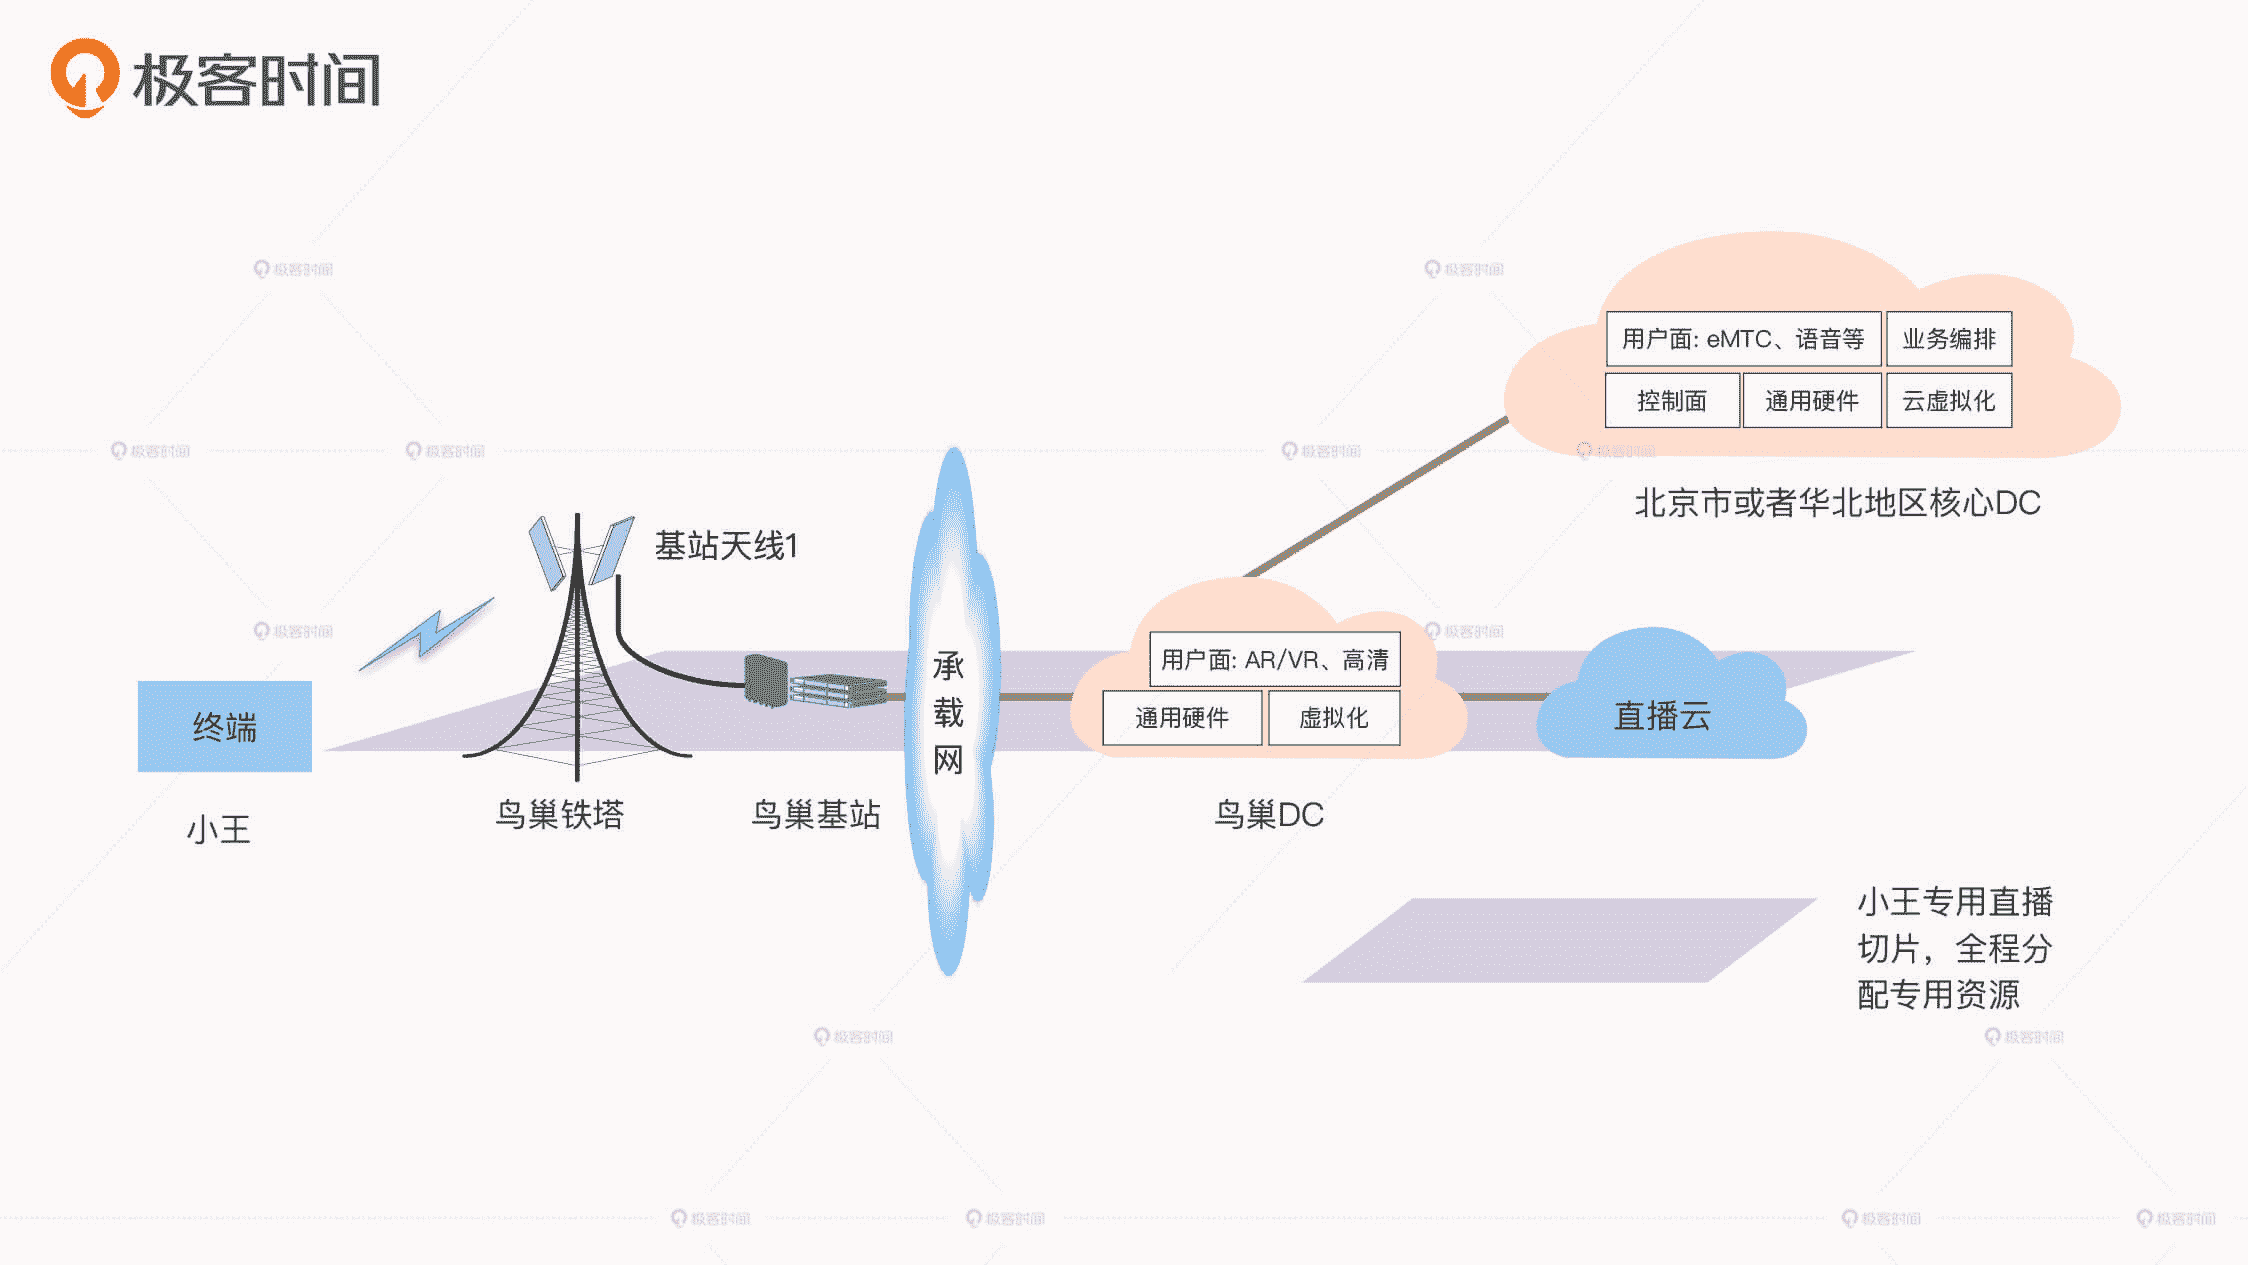 极客时间
用户面: eMTC、语音等
业务编排
控制面
通用硬件
云虚拟化
北京市或者华北地区核心DC
基站天线1
终端
小王
鸟巢铁塔
鸟巢基站
承
载
网
用户面: AR/VR、高清
通用硬件
虚拟化
鸟巢DC
直播云
小王专用直播
切片，全程分
配专用资源
极客时间
极客时间
极客时间
极客时间
极客时间
极客时间
极客时间
极客时间
极客时间
极客时间
极客时间
极客时间
极客时间
极客时间